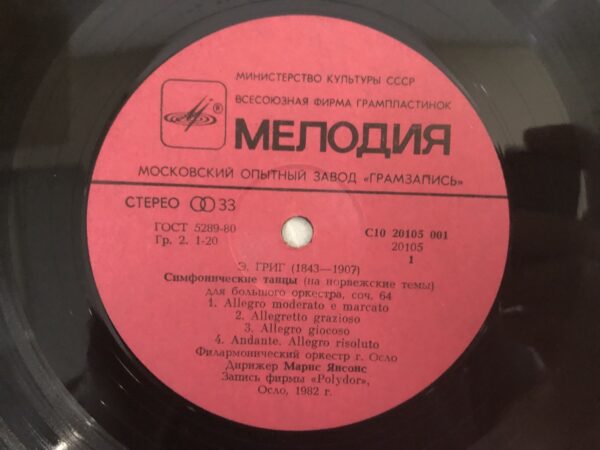 МИНИСТЕРСТВО КУЛЬТУРЫ СССР
ВСЕСОЮЗНАЯ ФИРМА ГРАМПЛАСТИНОК
®
МЕЛОДИЯ
МОСКОВСКИЙ ОПЫТНЫЙ ЗАВОД «ГРАМЗАПИСЬ»
СТЕРЕО 33
ГОСТ 5289-80
Гр. 2. 1-20
С10 20105 001
20105
1
Э. ГРИГ (1843—1907)
Симфонические танцы (на норвежские темы)
для большого оркестра, соч. 64
1. Allegro moderato e marcato
2. Allegretto grazioso
3. Allegro giocoso
4. Andante. Allegro risoluto
Филармонический оркестр г. Осло
Дирижер Марис Янсонс
Запись фирмы «Polydor»,
Осло, 1982 г.